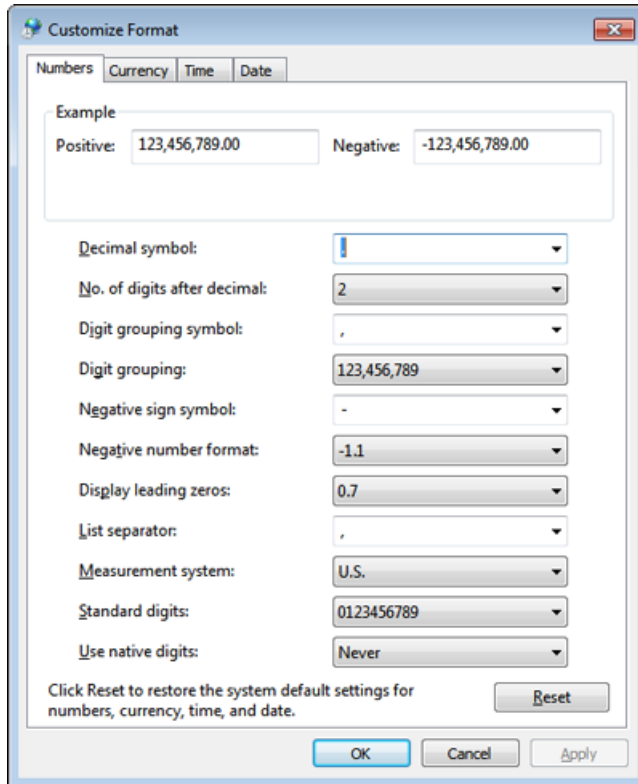 Customize Format
Numbers Currency Time Date
Example
Positive: 123,456,789.00 Negative: -123,456,789.00
Decimal symbol: .
No. of digits after decimal: 2
Digit grouping symbol: ,
Digit grouping: 123,456,789
Negative sign symbol: -
Negative number format: -1.1
Display leading zeros: 0.7
List separator: ,
Measurement system: U.S.
Standard digits: 0123456789
Use native digits: Never
Click Reset to restore the system default settings for
numbers, currency, time, and date.
Reset
OK Cancel Apply